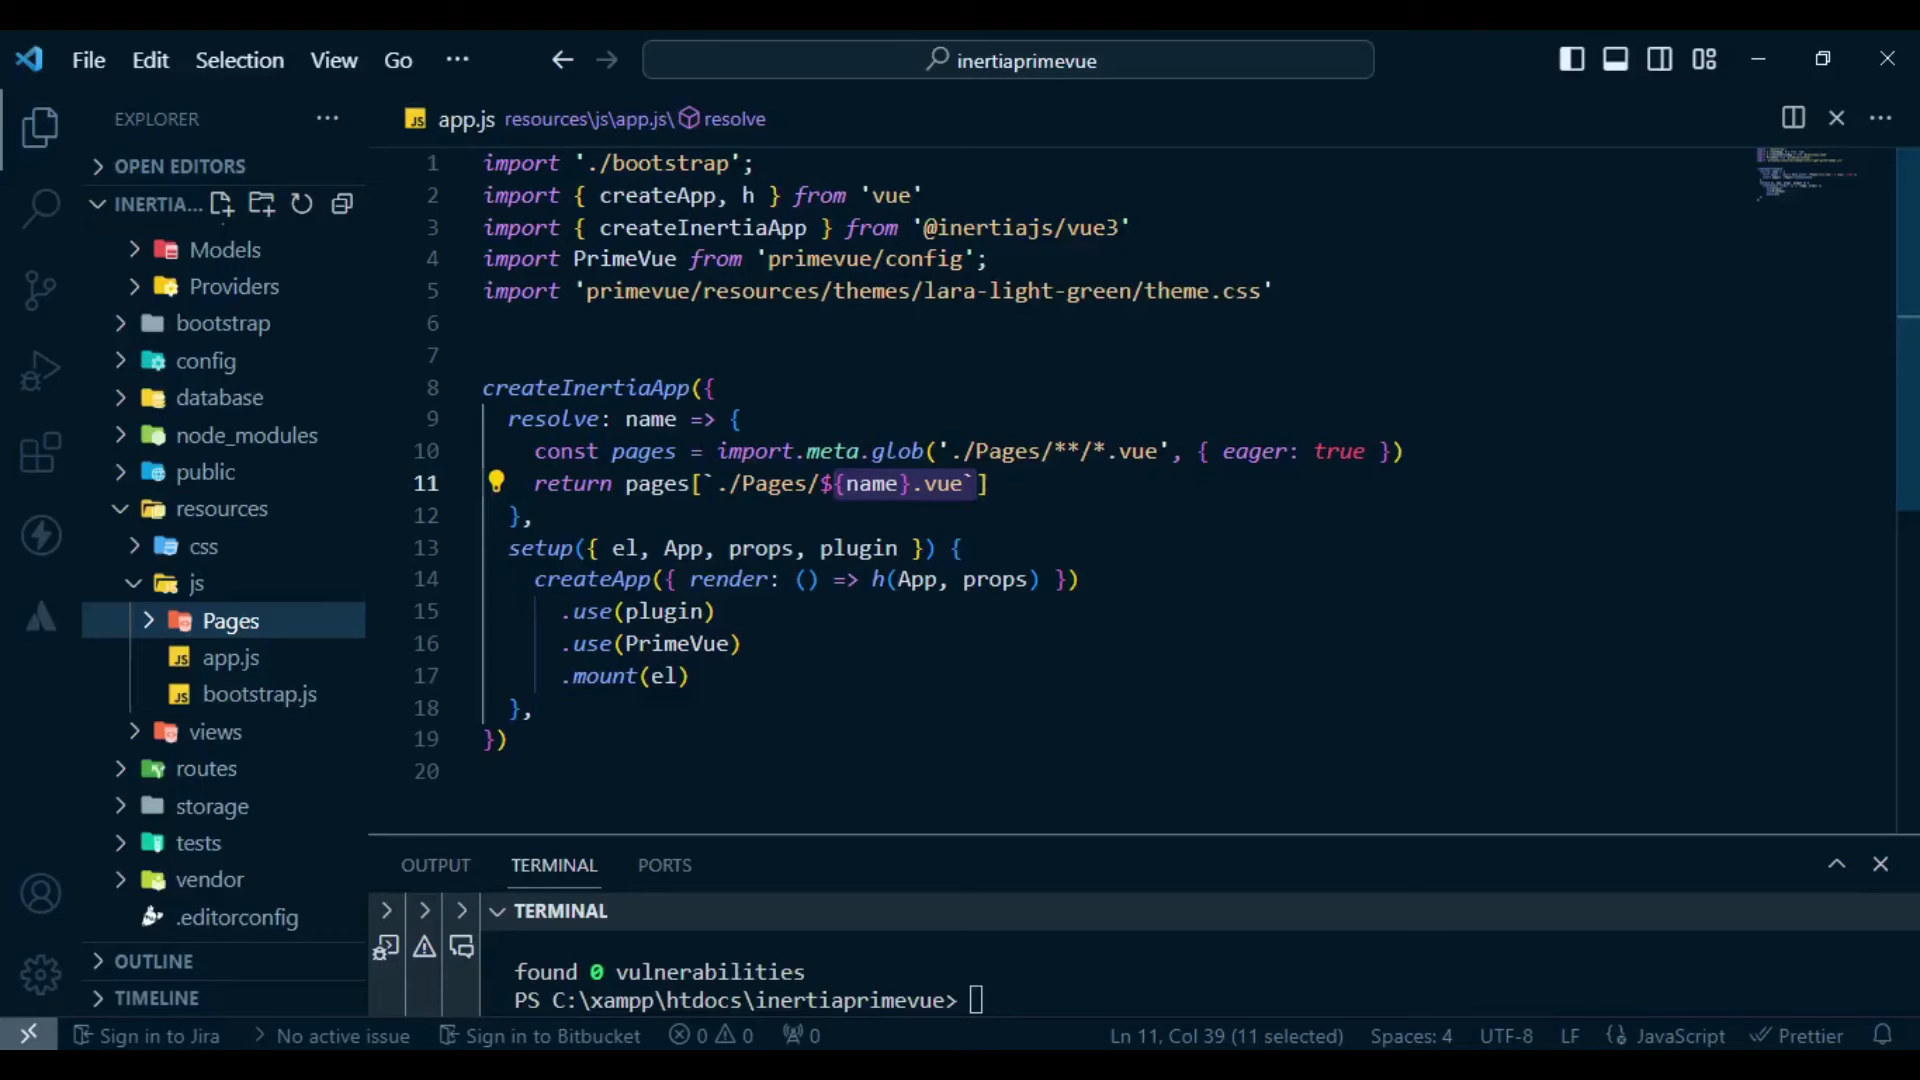 File Edit Selection View Go ···
inertiaprimevue
EXPLORER ···
OPEN EDITORS
INERTIA...
Models
Providers
bootstrap
config
database
node_modules
public
resources
css
js
Pages
app.js
bootstrap.js
views
routes
storage
tests
vendor
.editorconfig
OUTLINE
TIMELINE
JS app.js resources\js\app.js\ resolve
1 import './bootstrap';
2 import { createApp, h } from 'vue'
3 import { createInertiaApp } from '@inertiajs/vue3'
4 import PrimeVue from 'primevue/config';
5 import 'primevue/resources/themes/lara-light-green/theme.css'
6
7
8 createInertiaApp({
9 resolve: name => {
10 const pages = import.meta.glob('./Pages/**/*.vue', { eager: true })
11 return pages[`./Pages/${name}.vue`]
12 },
13 setup({ el, App, props, plugin }) {
14 createApp({ render: () => h(App, props) })
15 .use(plugin)
16 .use(PrimeVue)
17 .mount(el)
18 },
19 })
20
OUTPUT TERMINAL PORTS
TERMINAL
found 0 vulnerabilities
PS C:\xampp\htdocs\inertiaprimevue>
Sign in to Jira No active issue Sign in to Bitbucket 0 0 0 Ln 11, Col 39 (11 selected) Spaces: 4 UTF-8 LF JavaScript Prettier